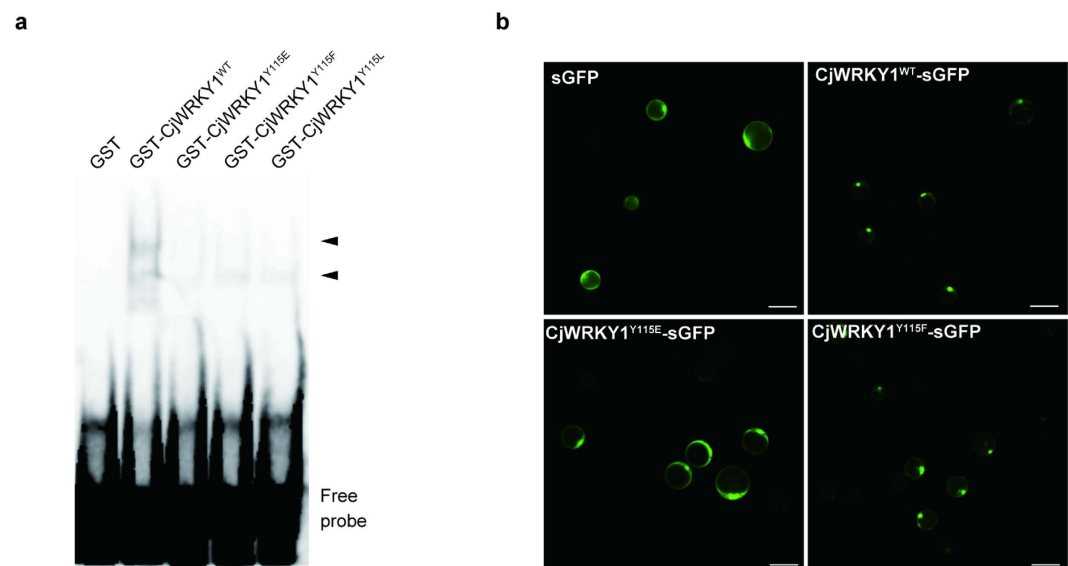 a
b
GST
GST-CjWRKY1WT
GST-CjWRKY1Y115E
GST-CjWRKY1Y115F
GST-CjWRKY1Y115L
Free
probe
sGFP
CjWRKY1WT-sGFP
CjWRKY1Y115E-sGFP
CjWRKY1Y115F-sGFP